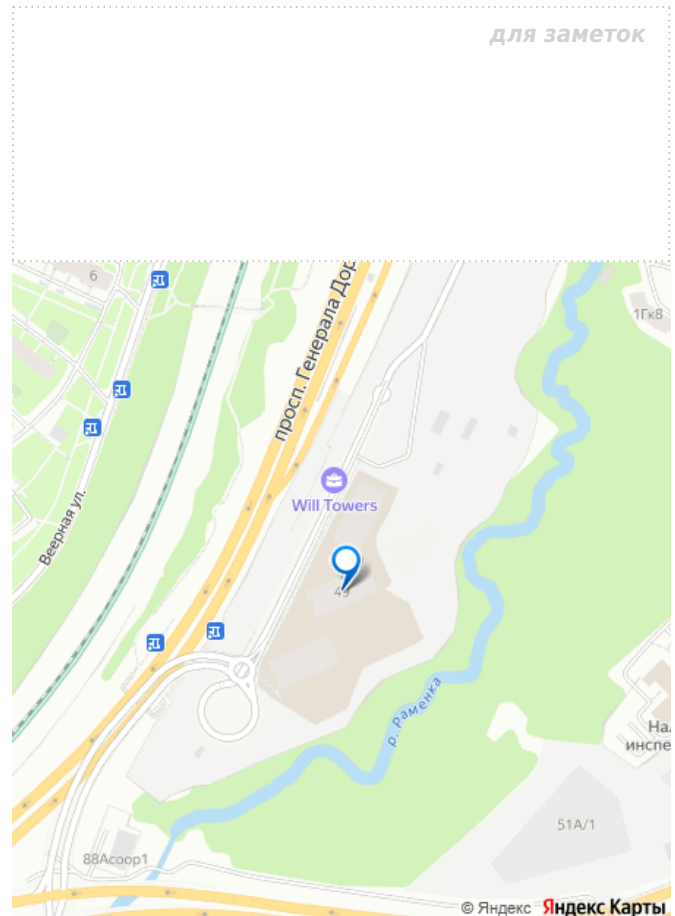 для заметок
6
1Гк8
просп. Генерала Дор
Will Towers
Веерная ул.
р. Раменка
На
инспе
51А/1
88Асоор1
© Яндекс Яндекс Карты